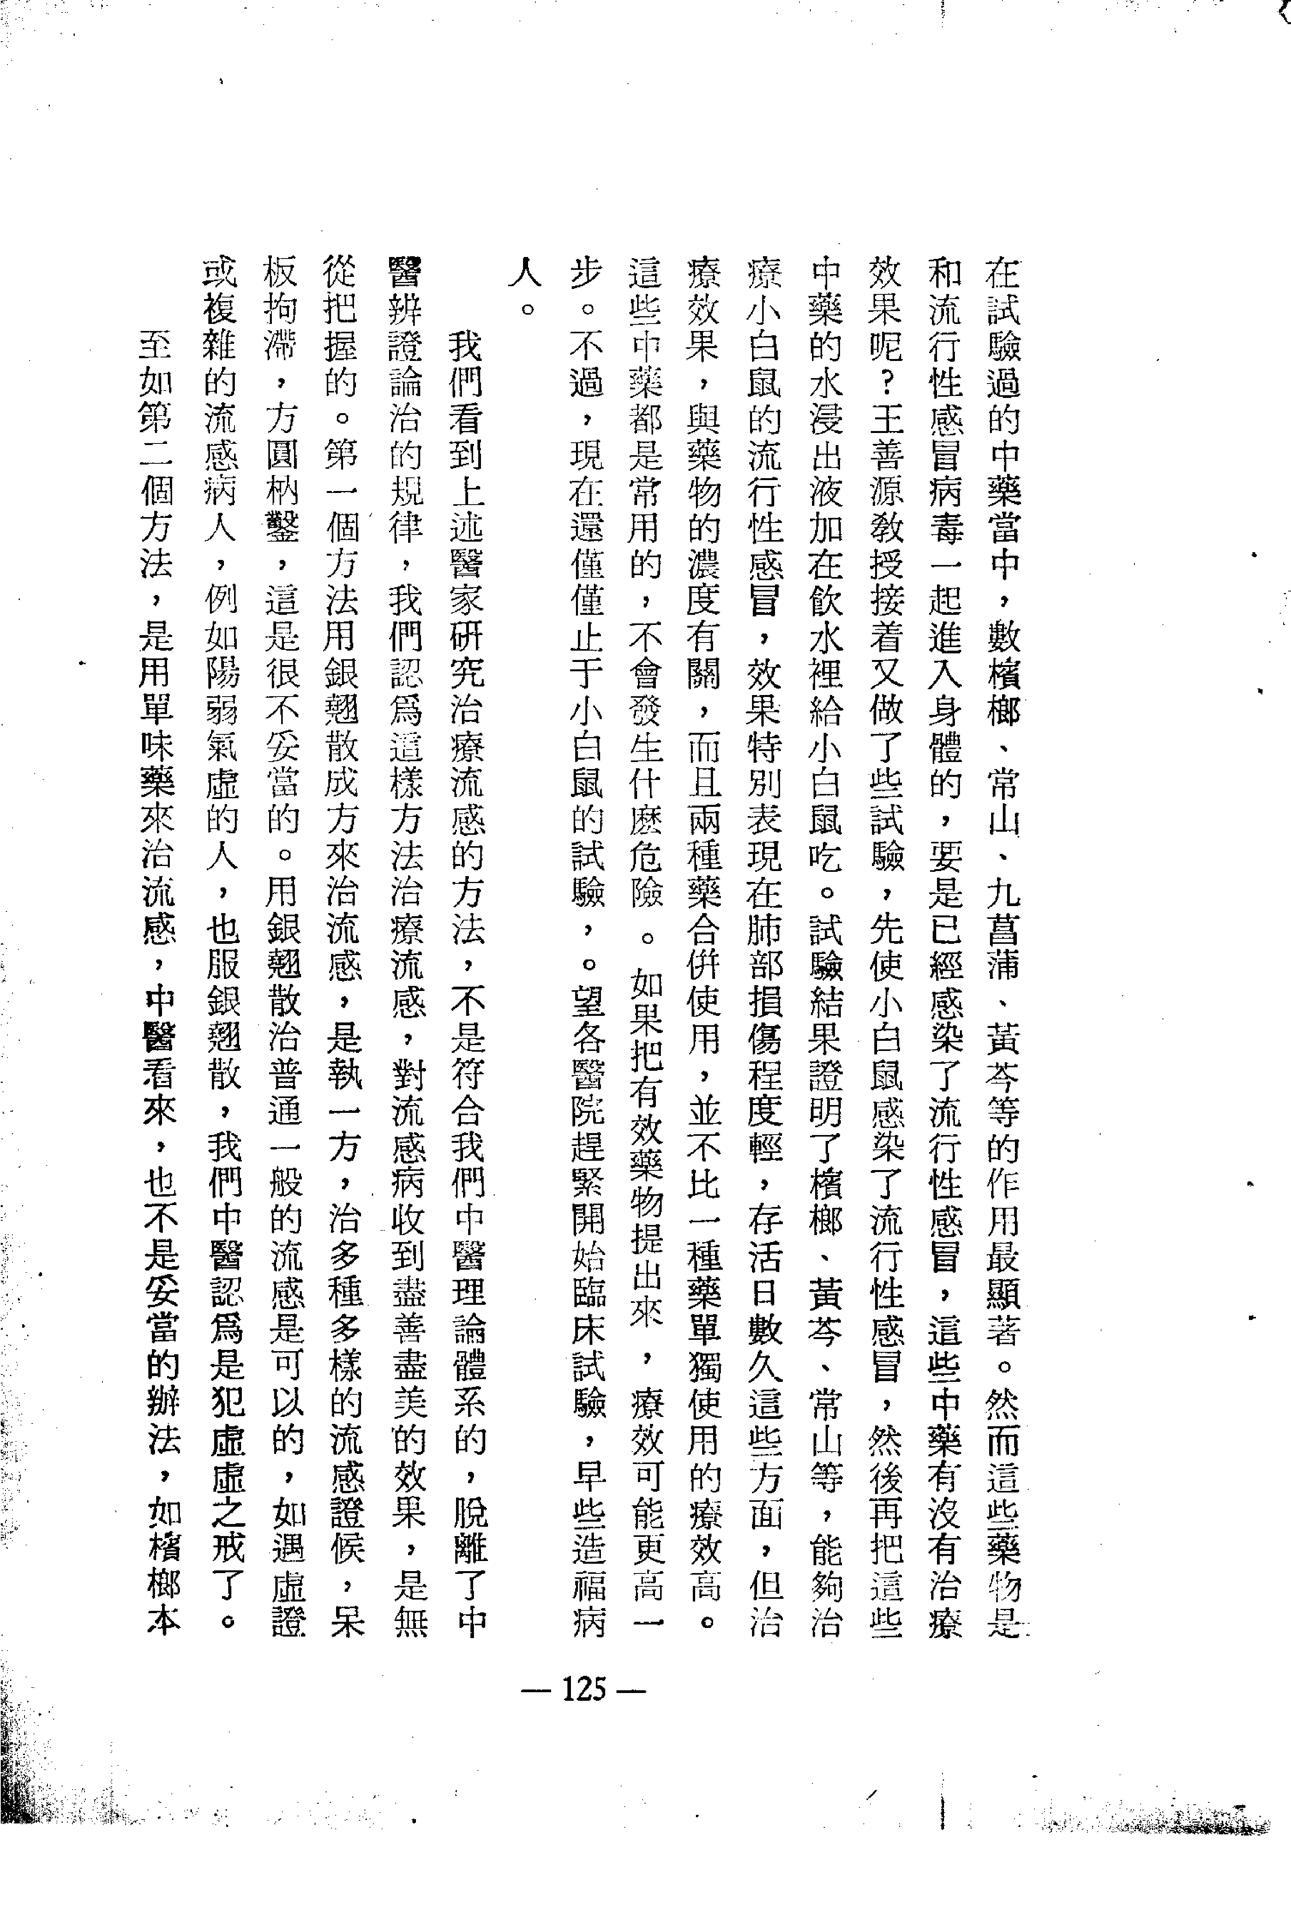 在試驗過的中藥當中，數檳榔、常山、九菖蒲、黃芩等的作用最顯著。然而這些藥物是
和流行性感冒病毒一起進入身體的，要是已經感染了流行性感冒，這些中藥有沒有治療
效果呢？王善源敎授接着又做了些試驗，先使小白鼠感染了流行性感冒，然後再把這些
中藥的水浸出液加在飮水裡給小白鼠吃。試驗結果證明了檳榔、黃芩、常山等，能夠治
療小白鼠的流行性感冒，效果特別表現在肺部損傷程度輕，存活日數久這些方面，但治
療效果，與藥物的濃度有關，而且兩種藥合併使用，並不比一種藥單獨使用的療效高。
這些中藥都是常用的，不會發生什麽危險。如果把有效藥物提出來，療效可能更高一
步。不過，現在還僅僅止于小白鼠的試驗，。望各醫院趕緊開始臨床試驗，早些造福病
人。
我們看到上述醫家研究治療流感的方法，不是符合我們中醫理論體系的，脫離了中
醫辨證論治的規律，我們認爲這樣方法治療流感，對流感病收到盡善盡美的效果，是無
從把握的。第一個方法用銀翹散成方來治流感，是執一方，治多種多樣的流感證候，呆
板拘滯，方圓枘鑿，這是很不妥當的。用銀翹散治普通一般的流感是可以的，如遇虛證
或複雜的流感病人，例如陽弱氣虛的人，也服銀翹散，我們中醫認爲是犯虛虛之戒了。
至如第二個方法，是用單味藥來治流感，中醫看來，也不是妥當的辦法，如檳榔本
— 125 —